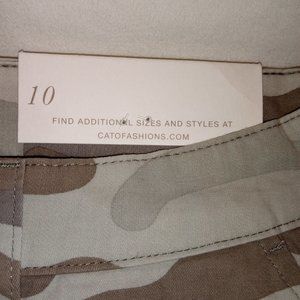 10
FIND ADDITIONAL SIZES AND STYLES AT
CATOFASHIONS.COM